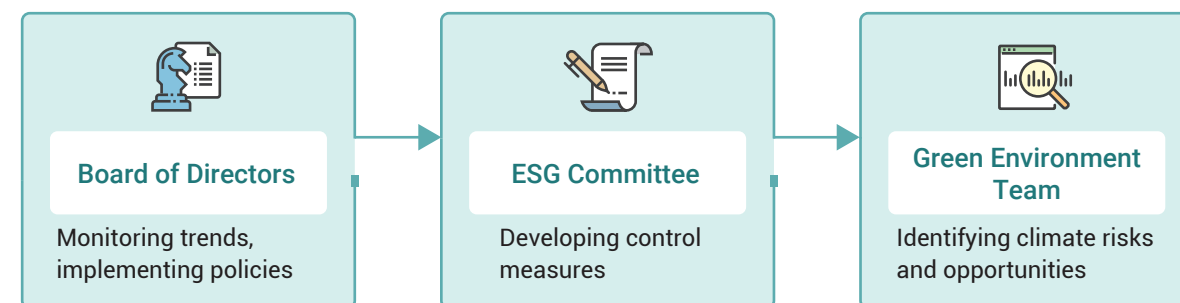 Board of Directors
Monitoring trends,
implementing policies
ESG Committee
Developing control
measures
Green Environment
Team
Identifying climate risks
and opportunities